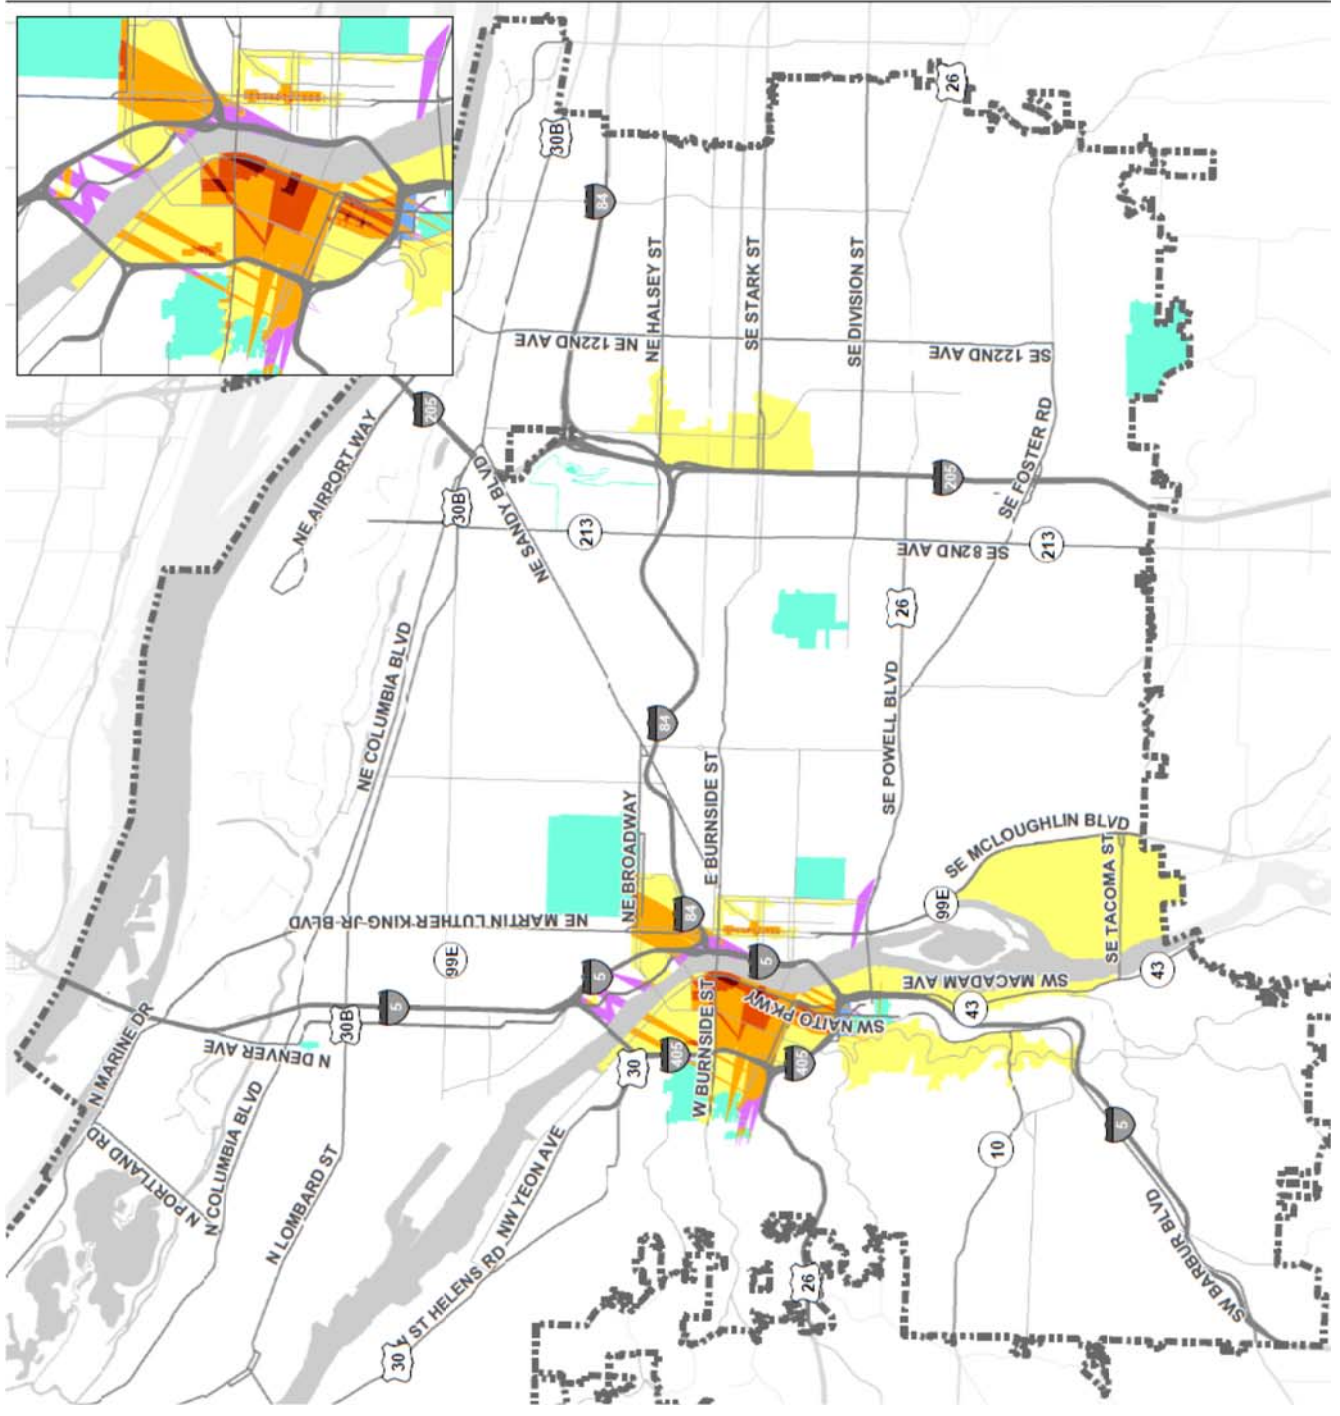 30B
84
NE HALSEY ST
SE STARK ST
SE DIVISION ST
26
NE 122ND AVE
SE 122ND AVE
205
NE AIRPORT WAY
30B
NE SANDY BLVD
213
205
SE FOSTER RD
SE 82ND AVE
213
26
NE COLUMBIA BLVD
84
SE POWELL BLVD
NE BROADWAY
E BURNSIDE ST
SE MCLOUGHLIN BLVD
SE TACOMA ST
NE MARTIN LUTHER KING JR BLVD
84
99E
99E
5
5
5
30B
N MARINE DR
N DENVER AVE
SW MACADAM AVE
43
43
SW NAITO PKWY
W BURNSIDE ST
405
405
30
N PORTLAND RD
N COLUMBIA BLVD
N LOMBARD ST
NW YEON AVE
ST HELENS RD
30
26
10
5
SW BARBUR BLVD